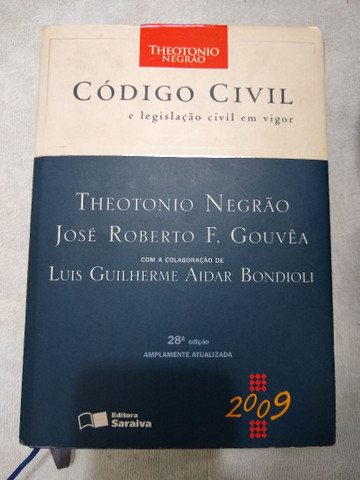 THEOTONIO
NEGRÃO
CÓDIGO CIVIL
e legislação civil em vigor
THEOTONIO NEGRÃO
JOSÉ ROBERTO F. GOUVÊA
COM A COLABORAÇÃO DE
LUIS GUILHERME AIDAR BONDIOLI
28ª edição
AMPLAMENTE ATUALIZADA
2009
Editora
Saraiva